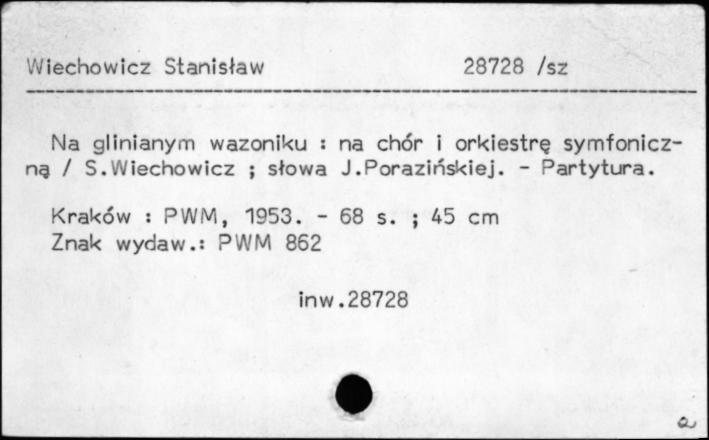 Wiechowicz Stanisław 28728 /sz
Na glinianym wazoniku : na chór i orkiestrę symfonicz-
ną / S.Wiechowicz ; słowa J.Porazińskiej. - Partytura.
Kraków : PWM, 1953. - 68 s. ; 45 cm
Znak wydaw.: PWM 862
inw.28728
a